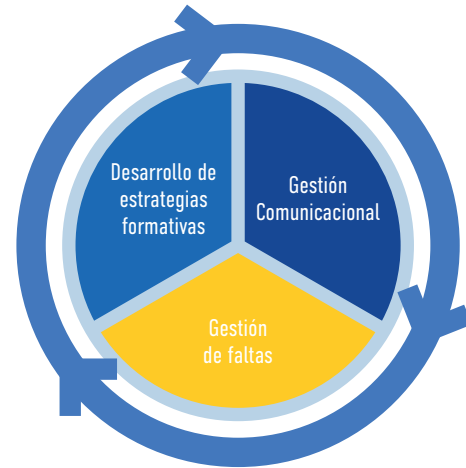 Desarrollo de
estrategias
formativas
Gestión
Comunicacional
Gestión
de faltas